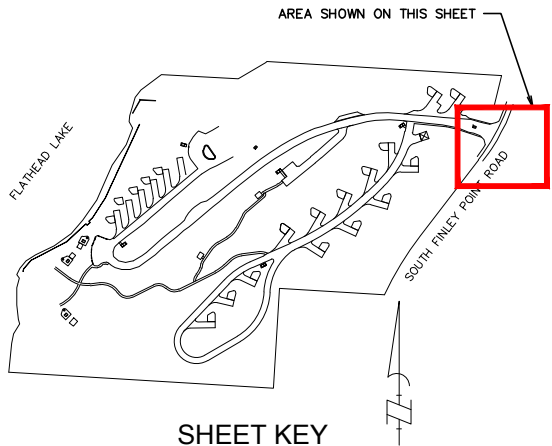 AREA SHOWN ON THIS SHEET
FLATHEAD LAKE
SOUTH FINLEY POINT ROAD
SHEET KEY